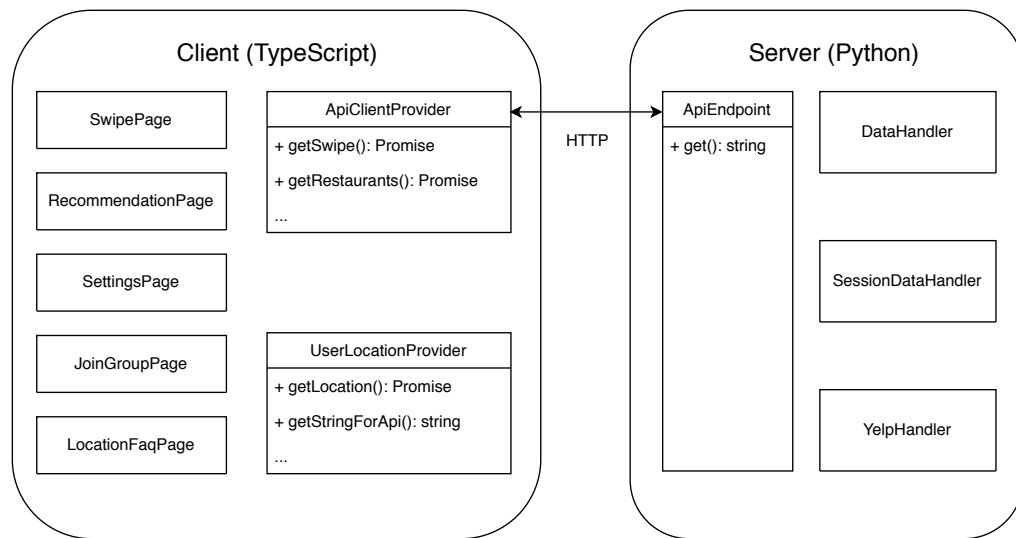 Client (TypeScript)
SwipePage
RecommendationPage
SettingsPage
JoinGroupPage
LocationFaqPage
ApiClientProvider
+ getSwipe(): Promise
+ getRestaurants(): Promise
...
UserLocationProvider
+ getLocation(): Promise
+ getStringForApi(): string
...
HTTP
Server (Python)
ApiEndpoint
+ get(): string
DataHandler
SessionDataHandler
YelpHandler